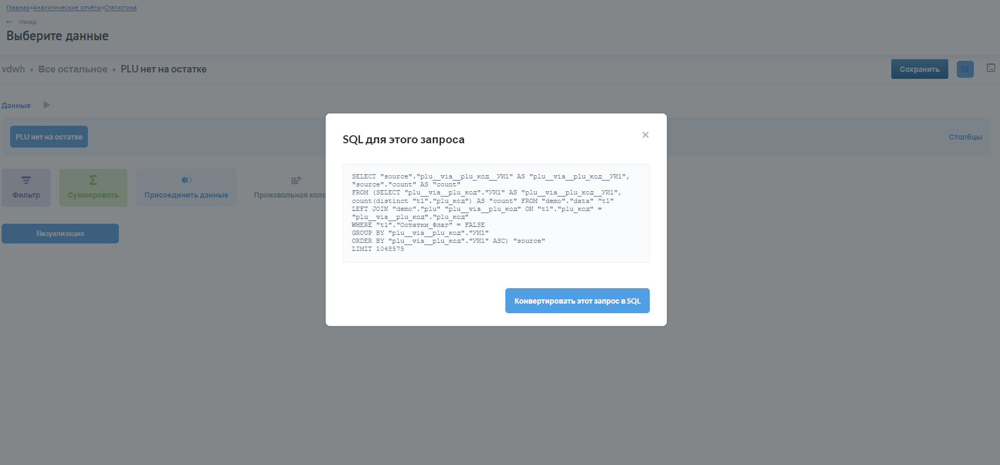 Главная»Аналитические отчёты»Статистика
← Назад
Выберите данные
vdwh • Все остальное • PLU нет на остатке
Сохранить
Данные
PLU нет на остатке
Столбцы
Фильтр
Суммировать
Присоединить данные
Произвольная коло
Визуализация
SQL для этого запроса
SELECT "source"."plu__via__plu_код__УИ1" AS "plu__via__plu_код__УИ1",
"source"."count" AS "count"
FROM (SELECT "plu__via__plu_код"."УИ1" AS "plu__via__plu_код__УИ1",
count(distinct "t1"."plu_код") AS "count" FROM "demo"."data" "t1"
LEFT JOIN "demo"."plu" "plu__via__plu_код" ON "t1"."plu_код" =
"plu__via__plu_код"."plu_код"
WHERE "t1"."Остатки_Флаг" = FALSE
GROUP BY "plu__via__plu_код"."УИ1"
ORDER BY "plu__via__plu_код"."УИ1" ASC) "source"
LIMIT 1048575
Конвертировать этот запрос в SQL